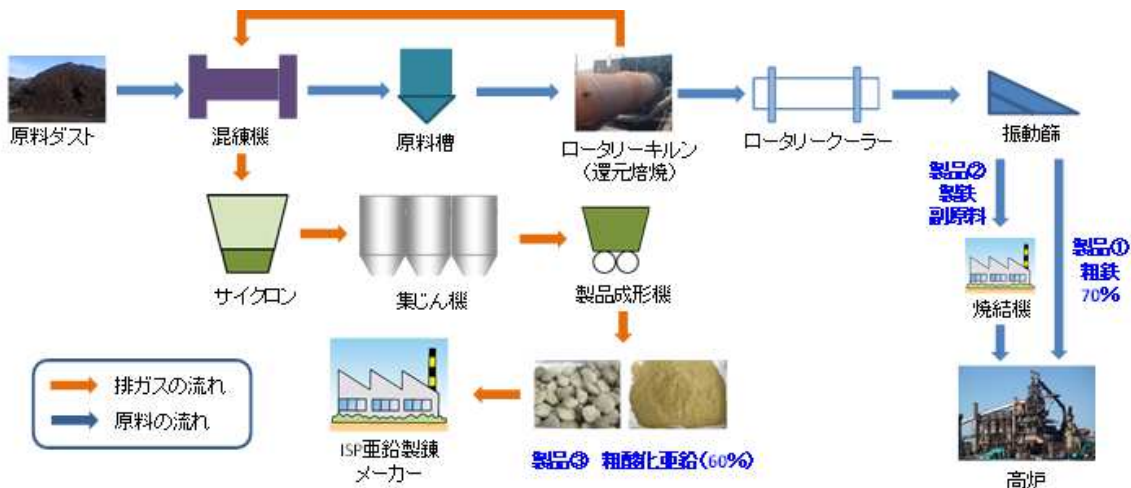 原料ダスト
混練機
原料槽
ロータリーキルン
(還元焙焼)
ロータリークーラー
振動篩
製品②
製鉄
副原料
製品①
粗鉄
70%
サイクロン
集じん機
製品成形機
焼結機
排ガスの流れ
原料の流れ
ISP亜鉛製錬
メーカー
製品③ 粗酸化亜鉛(60%)
高炉